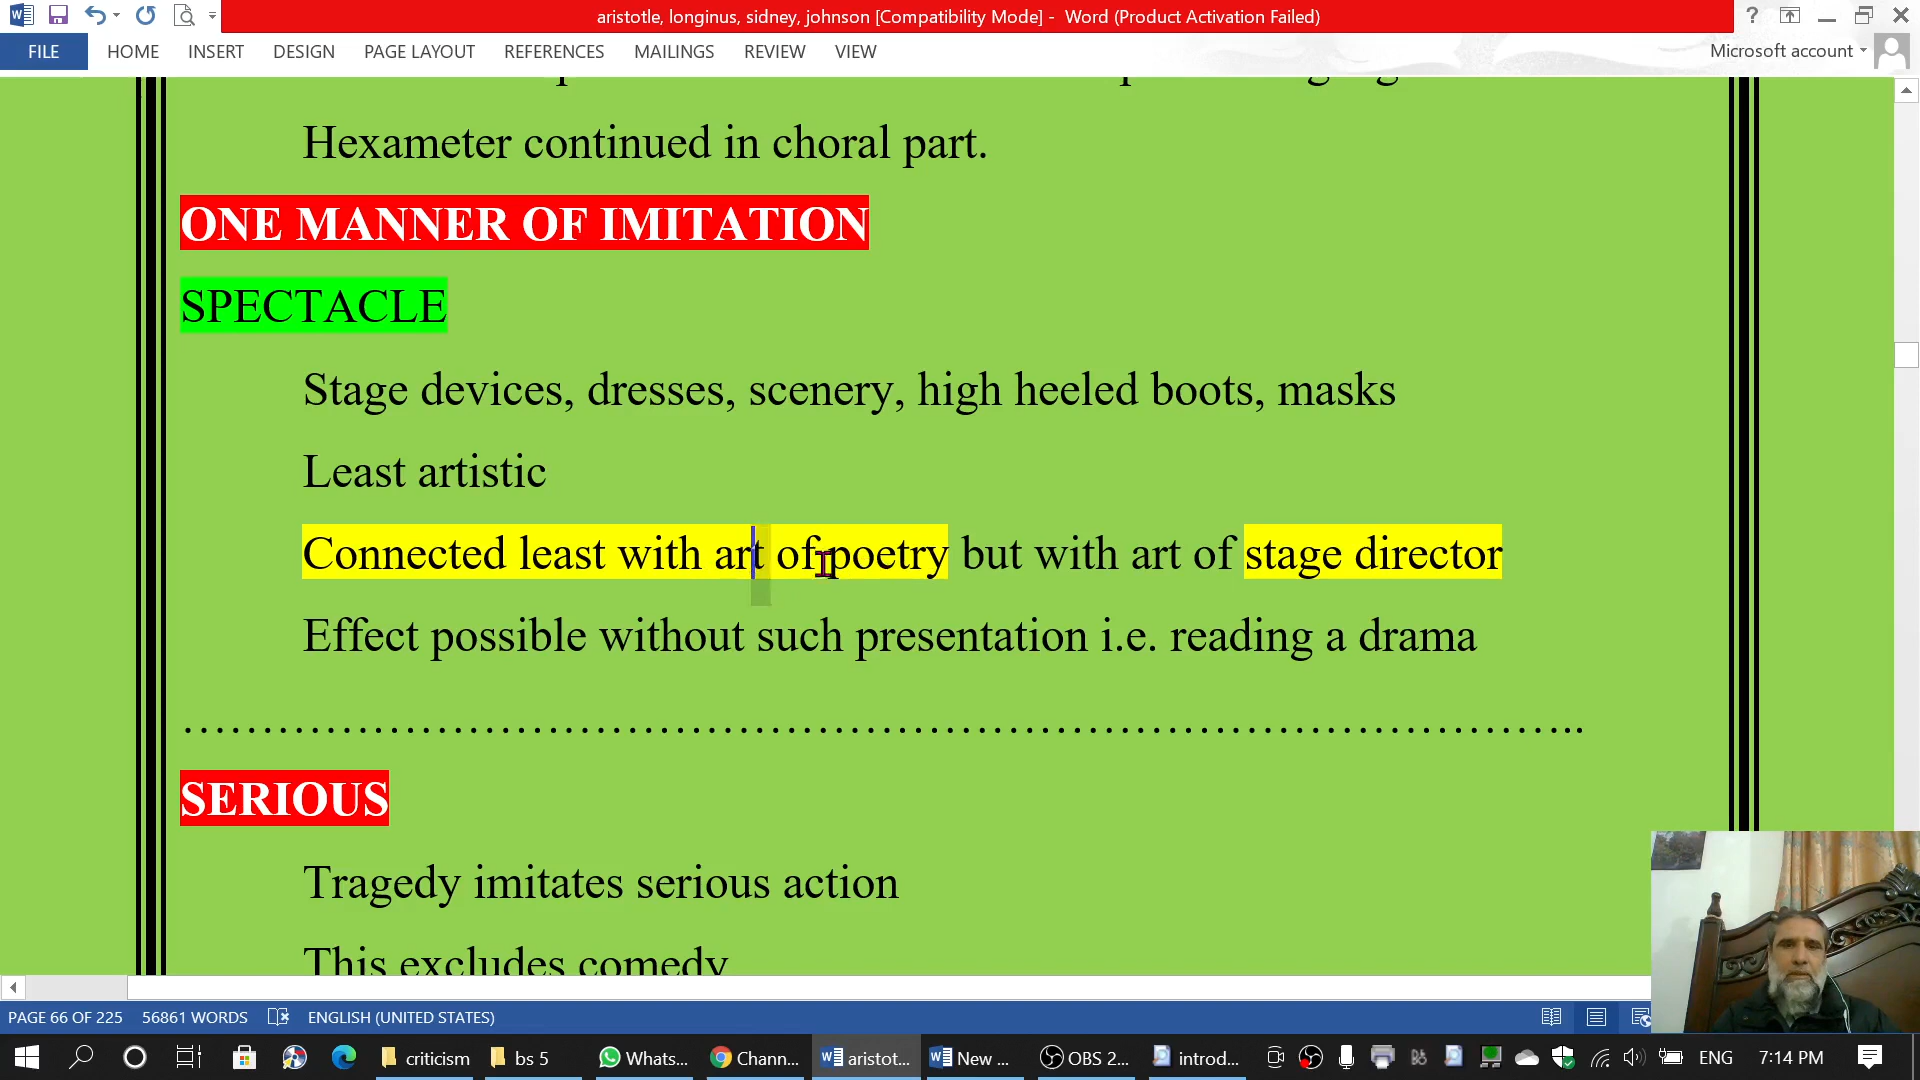 aristotle, longinus, sidney, johnson [Compatibility Mode] - Word (Product Activation Failed)
FILE HOME INSERT DESIGN PAGE LAYOUT REFERENCES MAILINGS REVIEW VIEW Microsoft account
Hexameter continued in choral part.
ONE MANNER OF IMITATION
SPECTACLE
Stage devices, dresses, scenery, high heeled boots, masks
Least artistic
Connected least with art of poetry but with art of stage director
Effect possible without such presentation i.e. reading a drama
…………………………………………………………………………..
SERIOUS
Tragedy imitates serious action
This excludes comedy
PAGE 66 OF 225 56861 WORDS ENGLISH (UNITED STATES)
criticism bs 5 Whats... Chann... aristot... New ... OBS 2... introd... ENG 7:14 PM